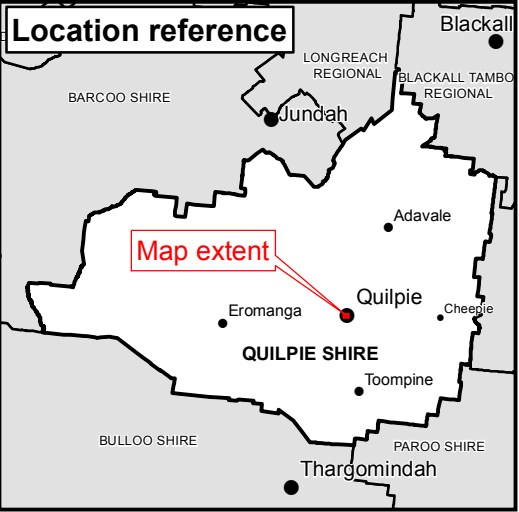 Location reference
Blackall
LONGREACH
REGIONAL
BLACKALL TAMBO
REGIONAL
BARCOO SHIRE
Jundah
Adavale
Map extent
Quilpie
Eromanga
Cheepie
QUILPIE SHIRE
Toompine
BULLOO SHIRE
PAROO SHIRE
Thargomindah